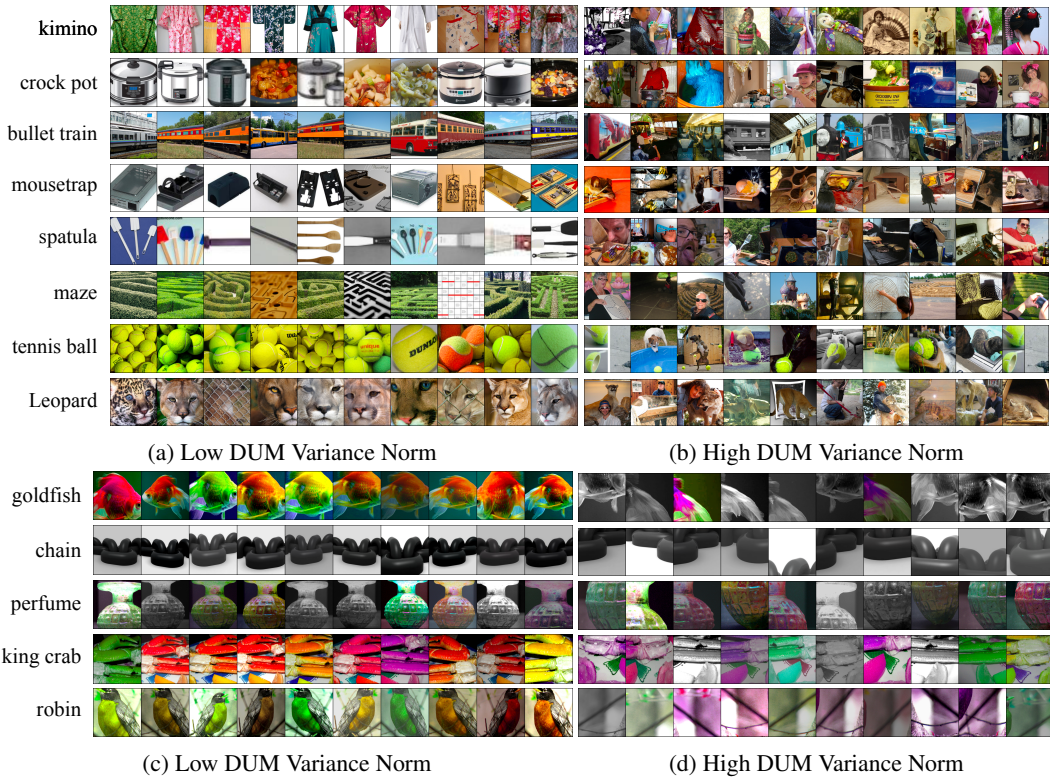 kimino
crock pot
bullet train
mousetrap
spatula
maze
tennis ball
DUNLO
Leopard
(a) Low DUM Variance Norm
(b) High DUM Variance Norm
goldfish
chain
perfume
king crab
robin
(c) Low DUM Variance Norm
(d) High DUM Variance Norm